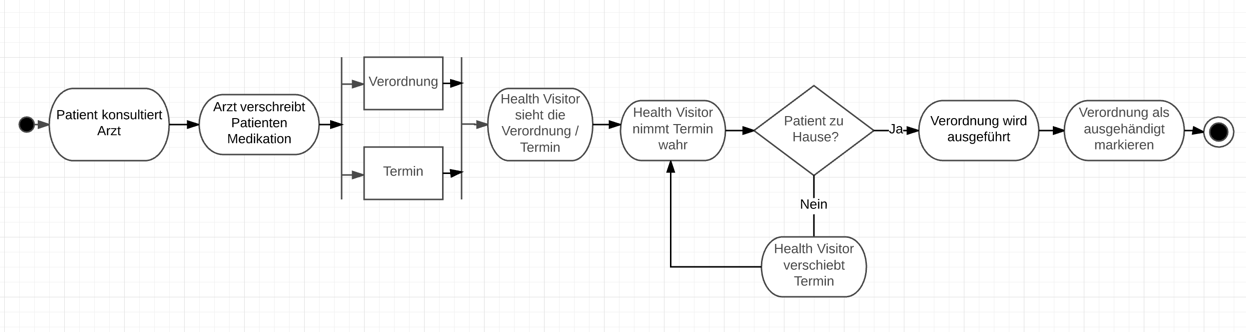 Patient konsultiert
Arzt
Arzt verschreibt
Patienten
Medikation
Verordnung
Termin
Health Visitor
sieht die
Verordnung /
Termin
Health Visitor
nimmt Termin
wahr
Patient zu
Hause?
Ja
Nein
Health Visitor
verschiebt
Termin
Verordnung wird
ausgeführt
Verordnung als
ausgehändigt
markieren